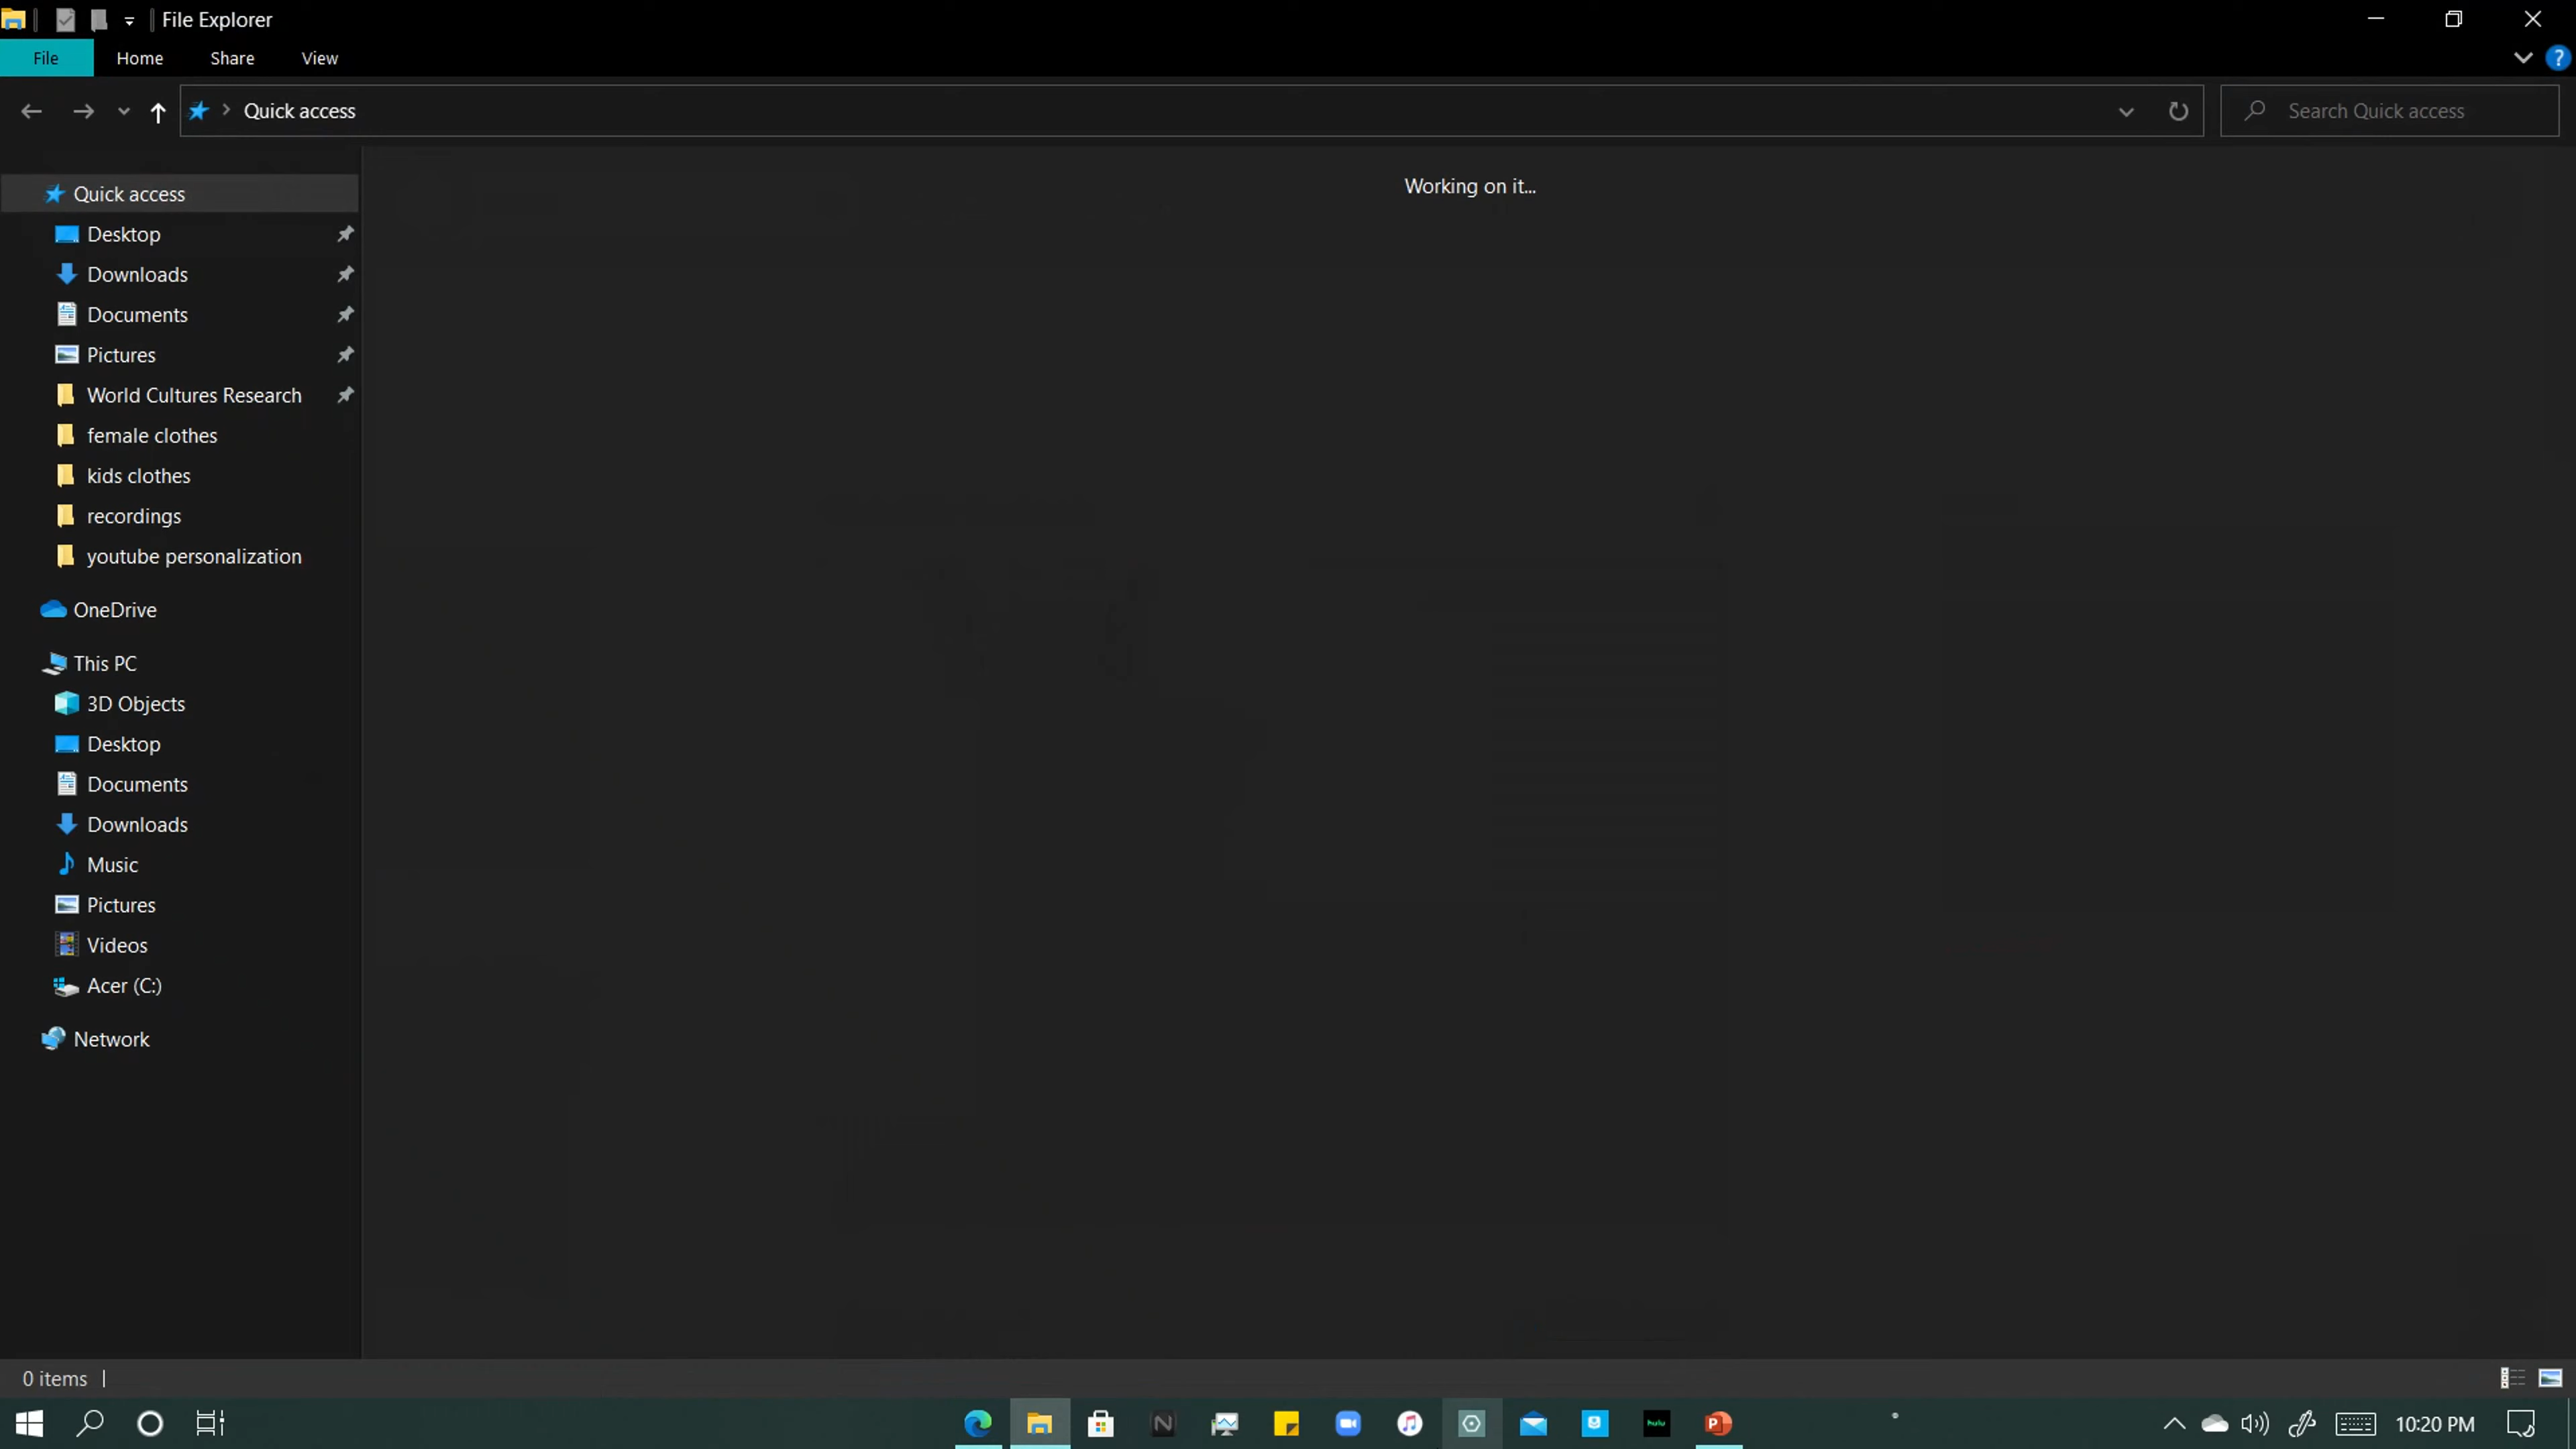 File Explorer
File Home Share View
Quick access
Search Quick access
Working on it...
Quick access
Desktop
Downloads
Documents
Pictures
World Cultures Research
female clothes
kids clothes
recordings
youtube personalization
OneDrive
This PC
3D Objects
Desktop
Documents
Downloads
Music
Pictures
Videos
Acer (C:)
Network
0 items
hulu
10:20 PM